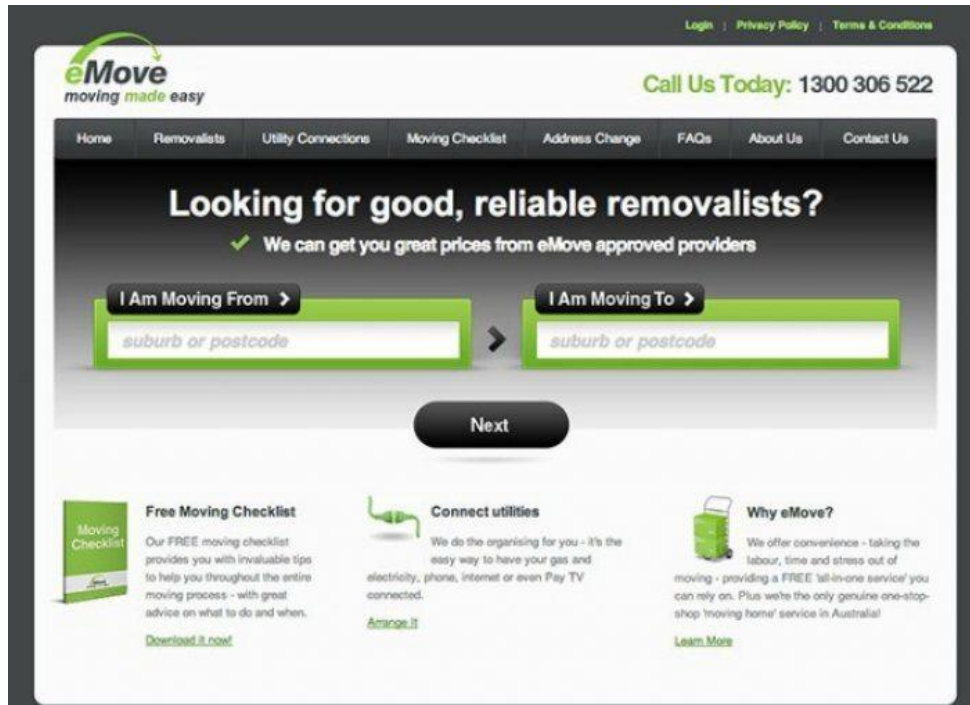 Login | Privacy Policy | Terms & Conditions
eMove
moving made easy
Call Us Today: 1300 306 522
Home Removalists Utility Connections Moving Checklist Address Change FAQs About Us Contact Us
Looking for good, reliable removalists?
We can get you great prices from eMove approved providers
I Am Moving From
suburb or postcode
I Am Moving To
suburb or postcode
Next
Moving
Checklist
eMove
Free Moving Checklist
Our FREE moving checklist
provides you with invaluable tips
to help you throughout the entire
moving process - with great
advice on what to do and when.
Download it now!
Connect utilities
We do the organising for you - it's the
easy way to have your gas and
electricity, phone, internet or even Pay TV
connected.
Arrange It
Why eMove?
We offer convenience - taking the
labour, time and stress out of
moving - providing a FREE 'all-in-one service' you
can rely on. Plus we're the only genuine one-stop-
shop 'moving home' service in Australia!
Learn More